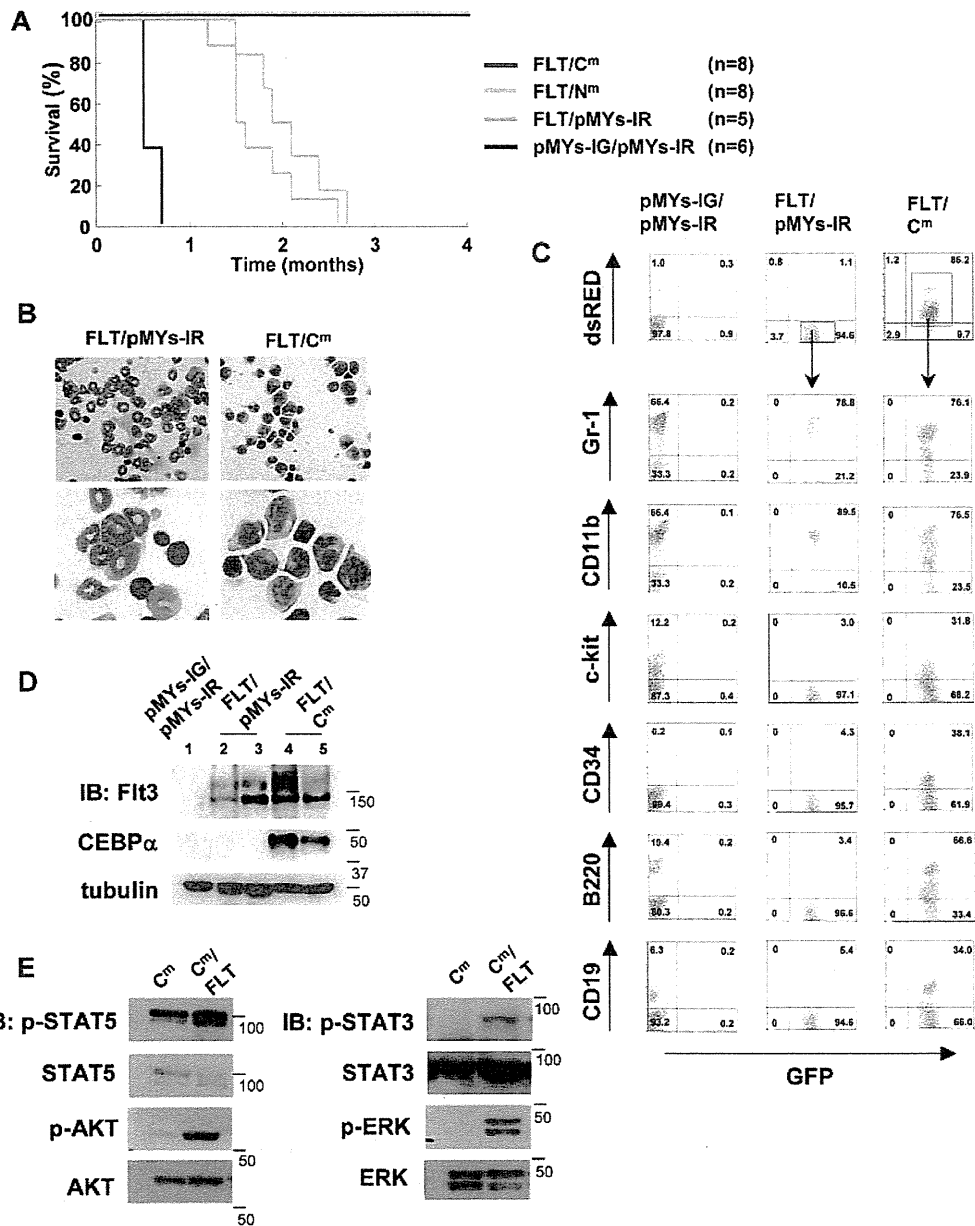 A
100
80
60
40
20
0
Survival (%)
0 1 2 3 4
Time (months)
FLT/Cᵐ (n=8)
FLT/Nᵐ (n=8)
FLT/pMYs-IR (n=5)
pMYs-IG/pMYs-IR (n=6)
B
FLT/pMYs-IR FLT/Cᵐ
C
pMYs-IG/ pMYs-IR
FLT/ pMYs-IR
FLT/ Cᵐ
dsRED
1.0 0.3
97.8 0.9
0.8 1.1
3.7 94.6
1.2 86.2
2.9 9.7
Gr-1
66.4 0.2
33.3 0.2
0 78.8
0 21.2
0 76.1
0 23.9
CD11b
66.4 0.1
33.3 0.2
0 89.5
0 10.5
0 76.5
0 23.5
c-kit
12.2 0.2
87.3 0.4
0 3.0
0 97.1
0 31.8
0 68.2
CD34
0.2 0.1
99.4 0.3
0 4.3
0 95.7
0 38.1
0 61.9
B220
19.4 0.2
80.3 0.2
0 3.4
0 96.6
0 66.6
0 33.4
CD19
6.3 0.2
93.2 0.2
0 5.4
0 94.6
0 34.0
0 66.0
GFP
D
pMYs-IG/ pMYs-IR
FLT/ pMYs-IR
FLT/ Cᵐ
1 2 3 4 5
IB: Flt3
150
CEBPα
50
37
tubulin
50
E
Cᵐ Cᵐ/ FLT
B: p-STAT5
100
STAT5
100
p-AKT
50
AKT
50
Cᵐ Cᵐ/ FLT
IB: p-STAT3
100
STAT3
100
p-ERK
50
ERK
50